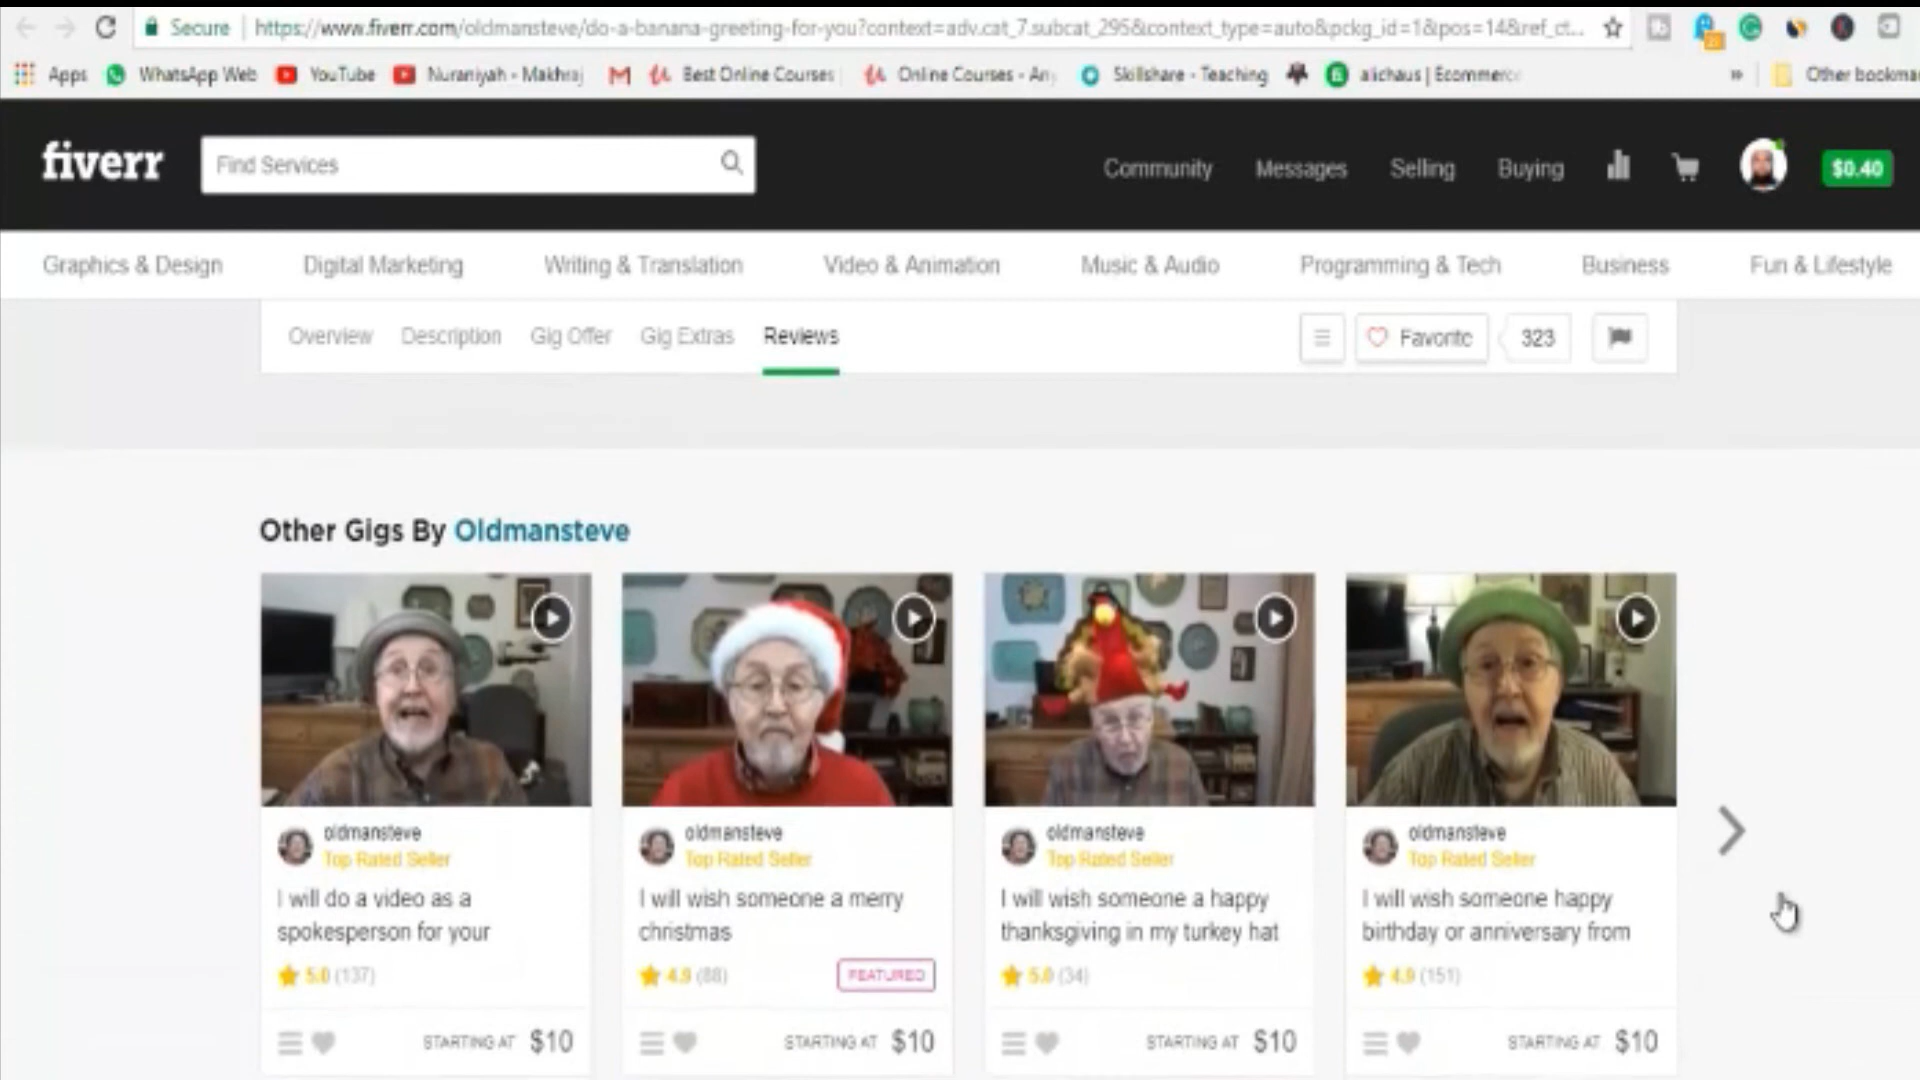 Secure https://www.fiverr.com/oldmansteve/do-a-banana-greeting-for-you?context=adv.cat_7.subcat_295&context_type=auto&pckg_id=1&pos=14&ref_ct...
Apps WhatsApp Web YouTube Nuraniyah - Makhraj Best Online Courses Online Courses - Any Skillshare - Teaching alichaus | Ecommerce » Other bookma
fiverr Find Services Community Messages Selling Buying $0.40
Graphics & Design Digital Marketing Writing & Translation Video & Animation Music & Audio Programming & Tech Business Fun & Lifestyle
Overview Description Gig Offer Gig Extras Reviews Favorite 323
Other Gigs By Oldmansteve
oldmansteve oldmansteve oldmansteve oldmansteve
Top Rated Seller Top Rated Seller Top Rated Seller Top Rated Seller
I will do a video as a I will wish someone a merry I will wish someone a happy I will wish someone happy
spokesperson for your christmas thanksgiving in my turkey hat birthday or anniversary from
5.0 (137) 4.9 (88) FEATURED 5.0 (34) 4.9 (151)
STARTING AT $10 STARTING AT $10 STARTING AT $10 STARTING AT $10